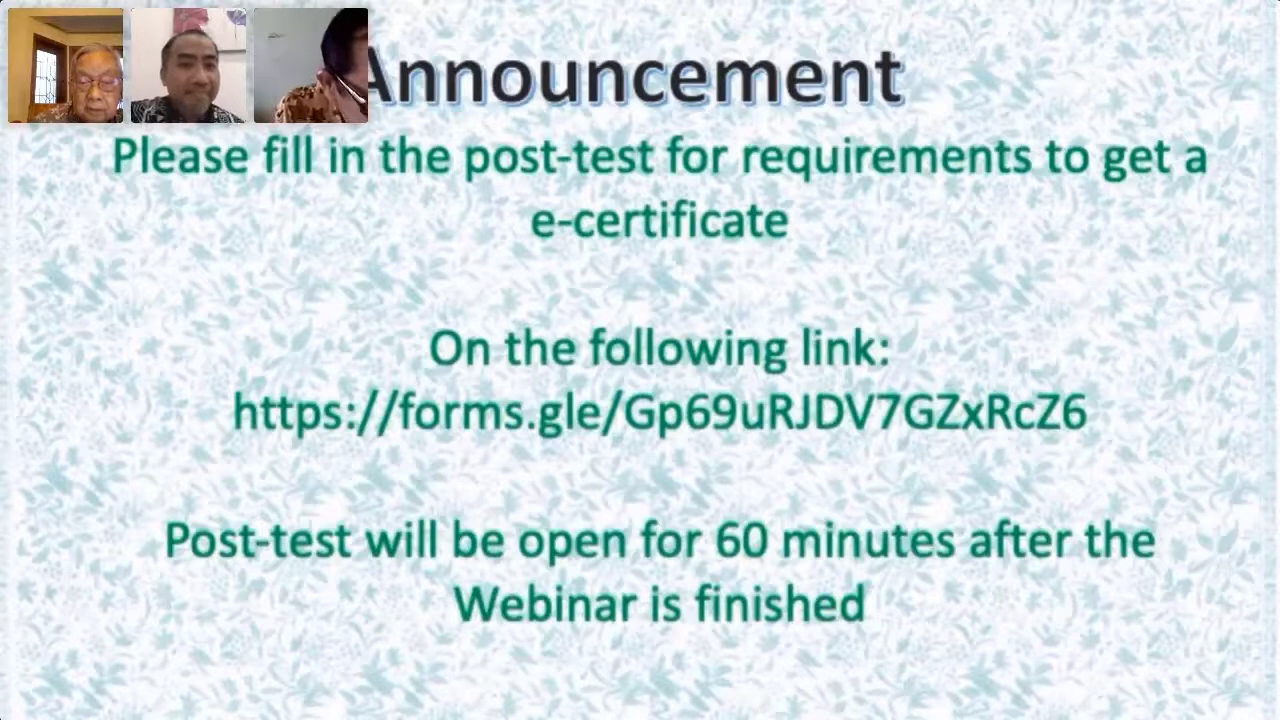 Announcement
Please fill in the post-test for requirements to get a
e-certificate
On the following link:
https://forms.gle/Gp69uRJDV7GZxRcZ6
Post-test will be open for 60 minutes after the
Webinar is finished